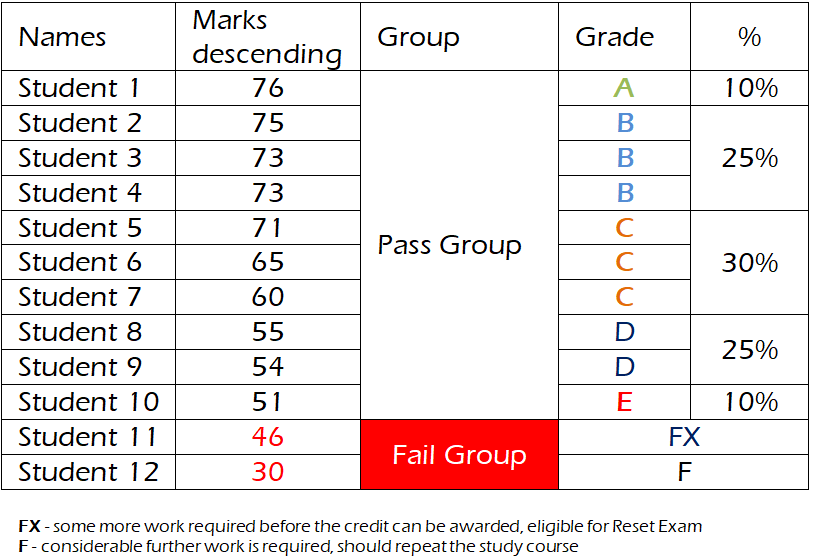 Names Marks descending Group Grade %
Student 1 76 A 10%
Student 2 75 B
Student 3 73 B 25%
Student 4 73 B
Student 5 71 C
Pass Group
Student 6 65 C 30%
Student 7 60 C
Student 8 55 D
25%
Student 9 54 D
Student 10 51 E 10%
Student 11 46 FX
Fail Group
Student 12 30 F
FX - some more work required before the credit can be awarded, eligible for Reset Exam
F - considerable further work is required, should repeat the study course